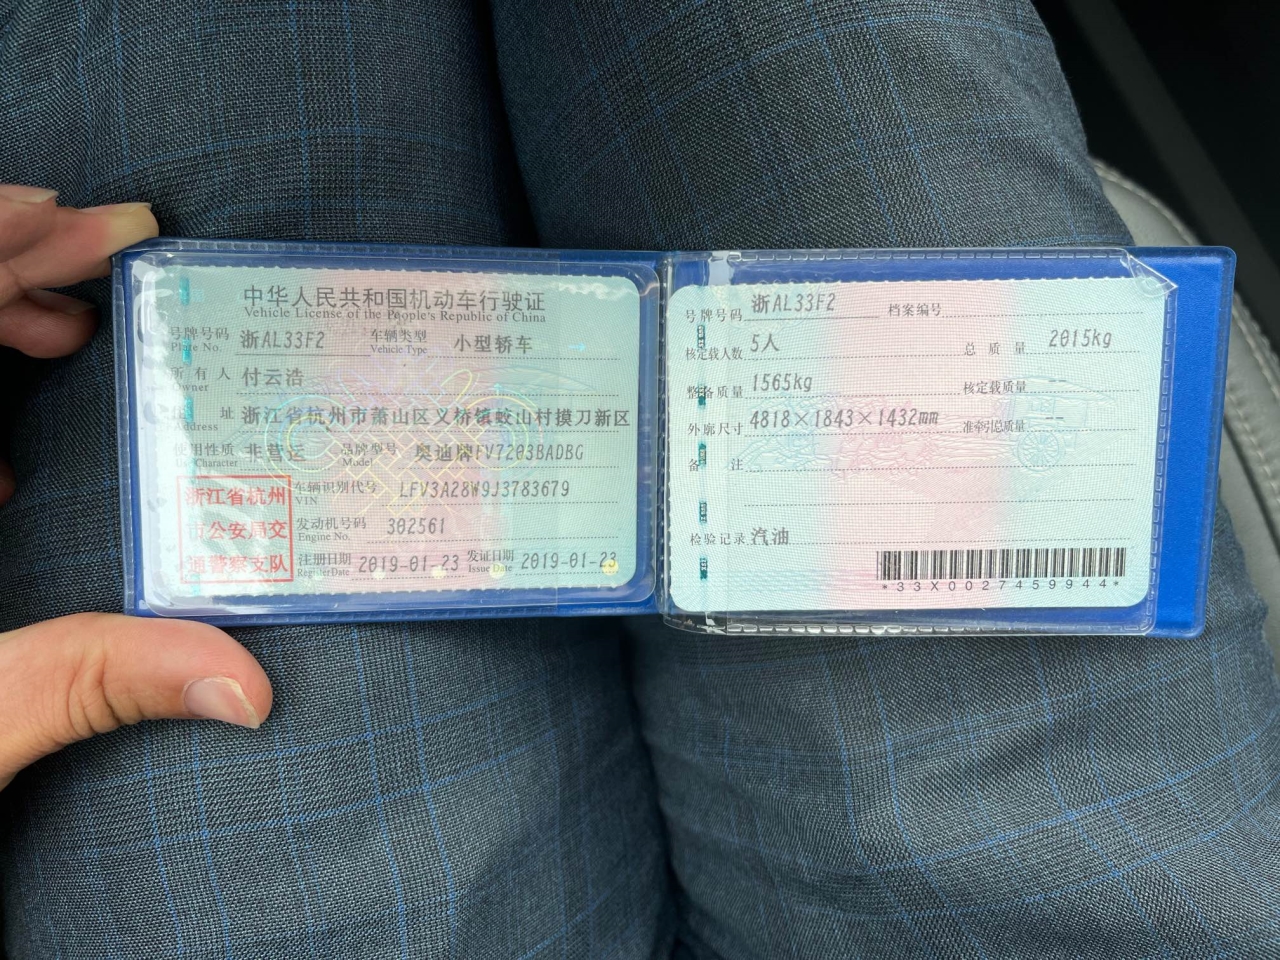 中华人民共和国机动车行驶证
Vehicle License of the People's Republic of China
号牌号码 浙AL33F2 车辆类型 小型轿车
Plate No. Vehicle Type
所有人 付云浩
Owner
住址 浙江省杭州市萧山区义桥镇蛟山村摸刀新区
Address
使用性质 非营运 品牌型号 奥迪牌FV7203BADBG
Use Character Model
浙江省杭州
市公安局交
通警察支队
车辆识别代号 LFV3A28W9J3783679
VIN
发动机号码 302561
Engine No.
注册日期 2019-01-23 发证日期 2019-01-23
Register Date Issue Date
号牌号码 浙AL33F2 档案编号
核定载人数 5人 总质量 2015kg
整备质量 1565kg 核定载质量 --
外廓尺寸 4818×1843×1432mm 准牵引总质量 --
备注
检验记录 汽油
*33X0027459944*